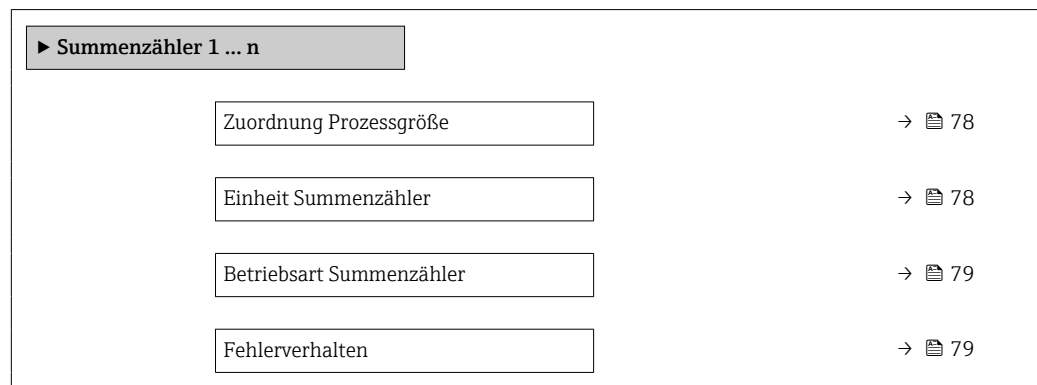 ▶ Summenzähler 1 … n
Zuordnung Prozessgröße → 78
Einheit Summenzähler → 78
Betriebsart Summenzähler → 79
Fehlerverhalten → 79